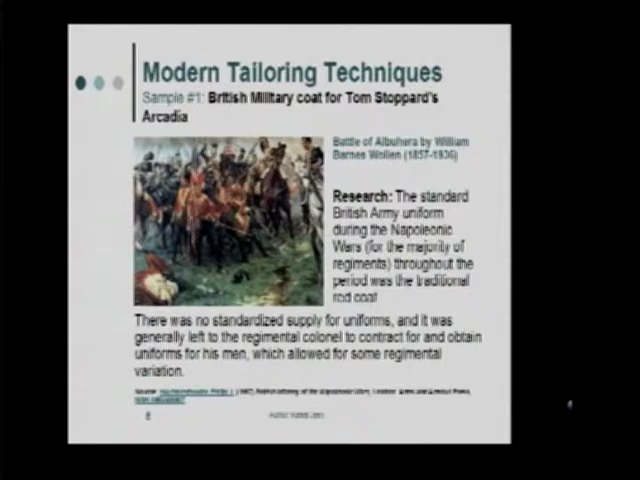 Modern Tailoring Techniques
Sample #1: British Military coat for Tom Stoppard's
Arcadia
Battle of Albuhera by William
Barnes Wollen (1857-1936)
Research: The standard
British Army uniform
during the Napoleonic
Wars (for the majority of
regiments) throughout the
period was the traditional
red coat
There was no standardized supply for uniforms, and it was
generally left to the regimental colonel to contract for and obtain
uniforms for his men, which allowed for some regimental
variation.
Source:
8